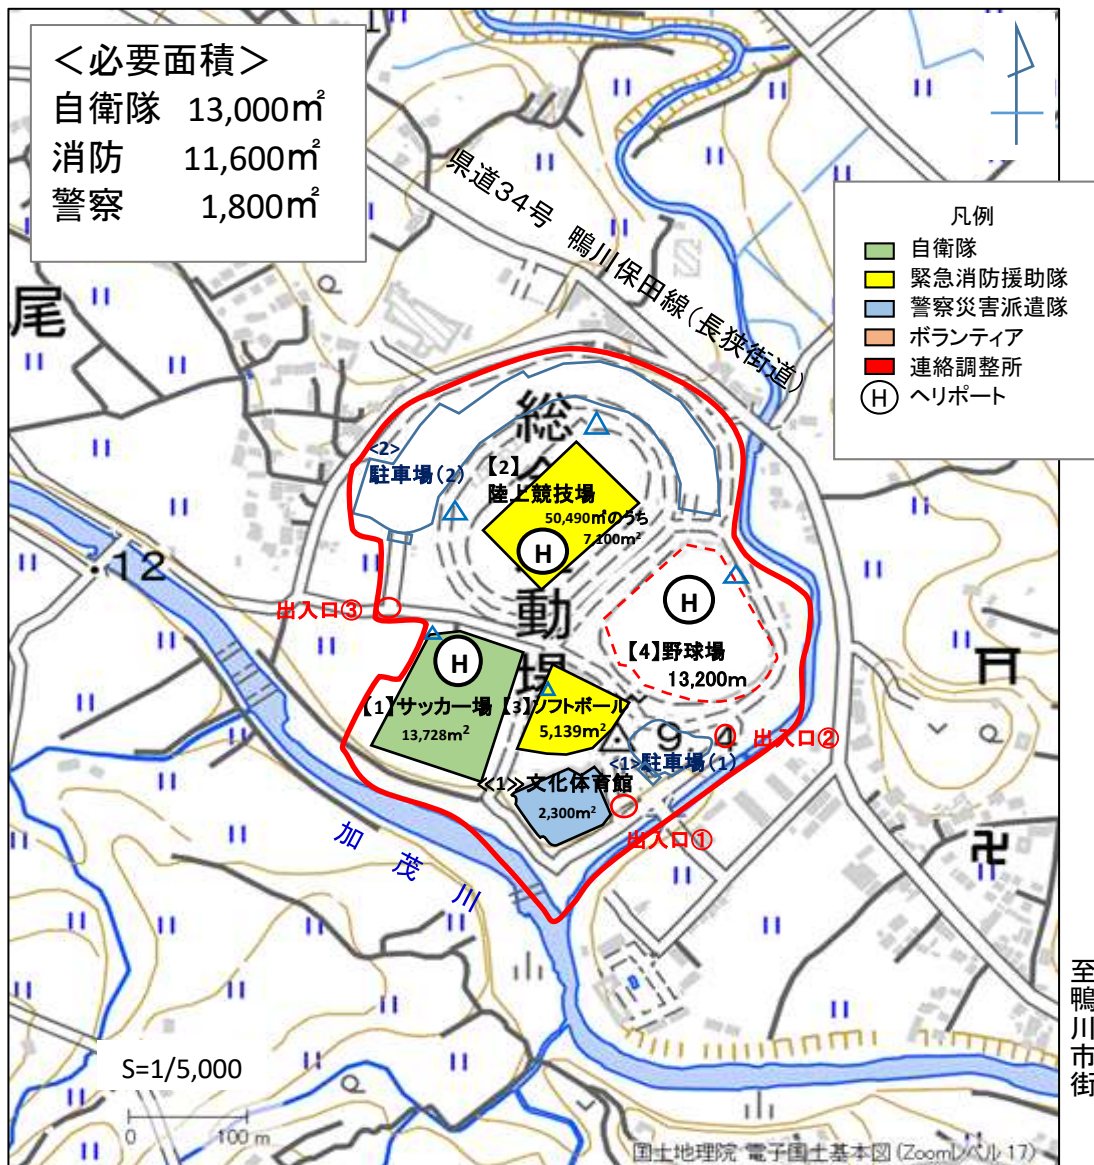 ＜必要面積＞
自衛隊 13,000㎡
消防 11,600㎡
警察 1,800㎡
県道34号 鴨川保田線(長狭街道)
凡例
自衛隊
緊急消防援助隊
警察災害派遣隊
ボランティア
連絡調整所
H ヘリポート
尾
総
動
場
<2>
駐車場(2)
【2】
陸上競技場
50,490㎡のうち
7,100m²
H
・12
出入口③
H
H
【4】野球場
13,200m
【1】サッカー場
13,728m²
【3】ソフトボール
5,139m²
9.4
出入口②
<1>駐車場(1)
≪1≫文化体育館
2,300m²
出入口①
加茂川
至鴨川市街
S=1/5,000
0 100 m
国土地理院 電子国土基本図 (Zoomレベル 17)